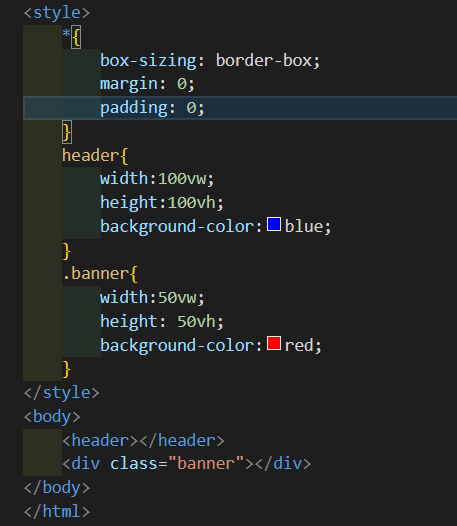 <style>
*{
box-sizing: border-box;
margin: 0;
padding: 0;
}
header{
width:100vw;
height:100vh;
background-color:blue;
}
.banner{
width:50vw;
height: 50vh;
background-color:red;
}
</style>
<body>
<header></header>
<div class="banner"></div>
</body>
</html>